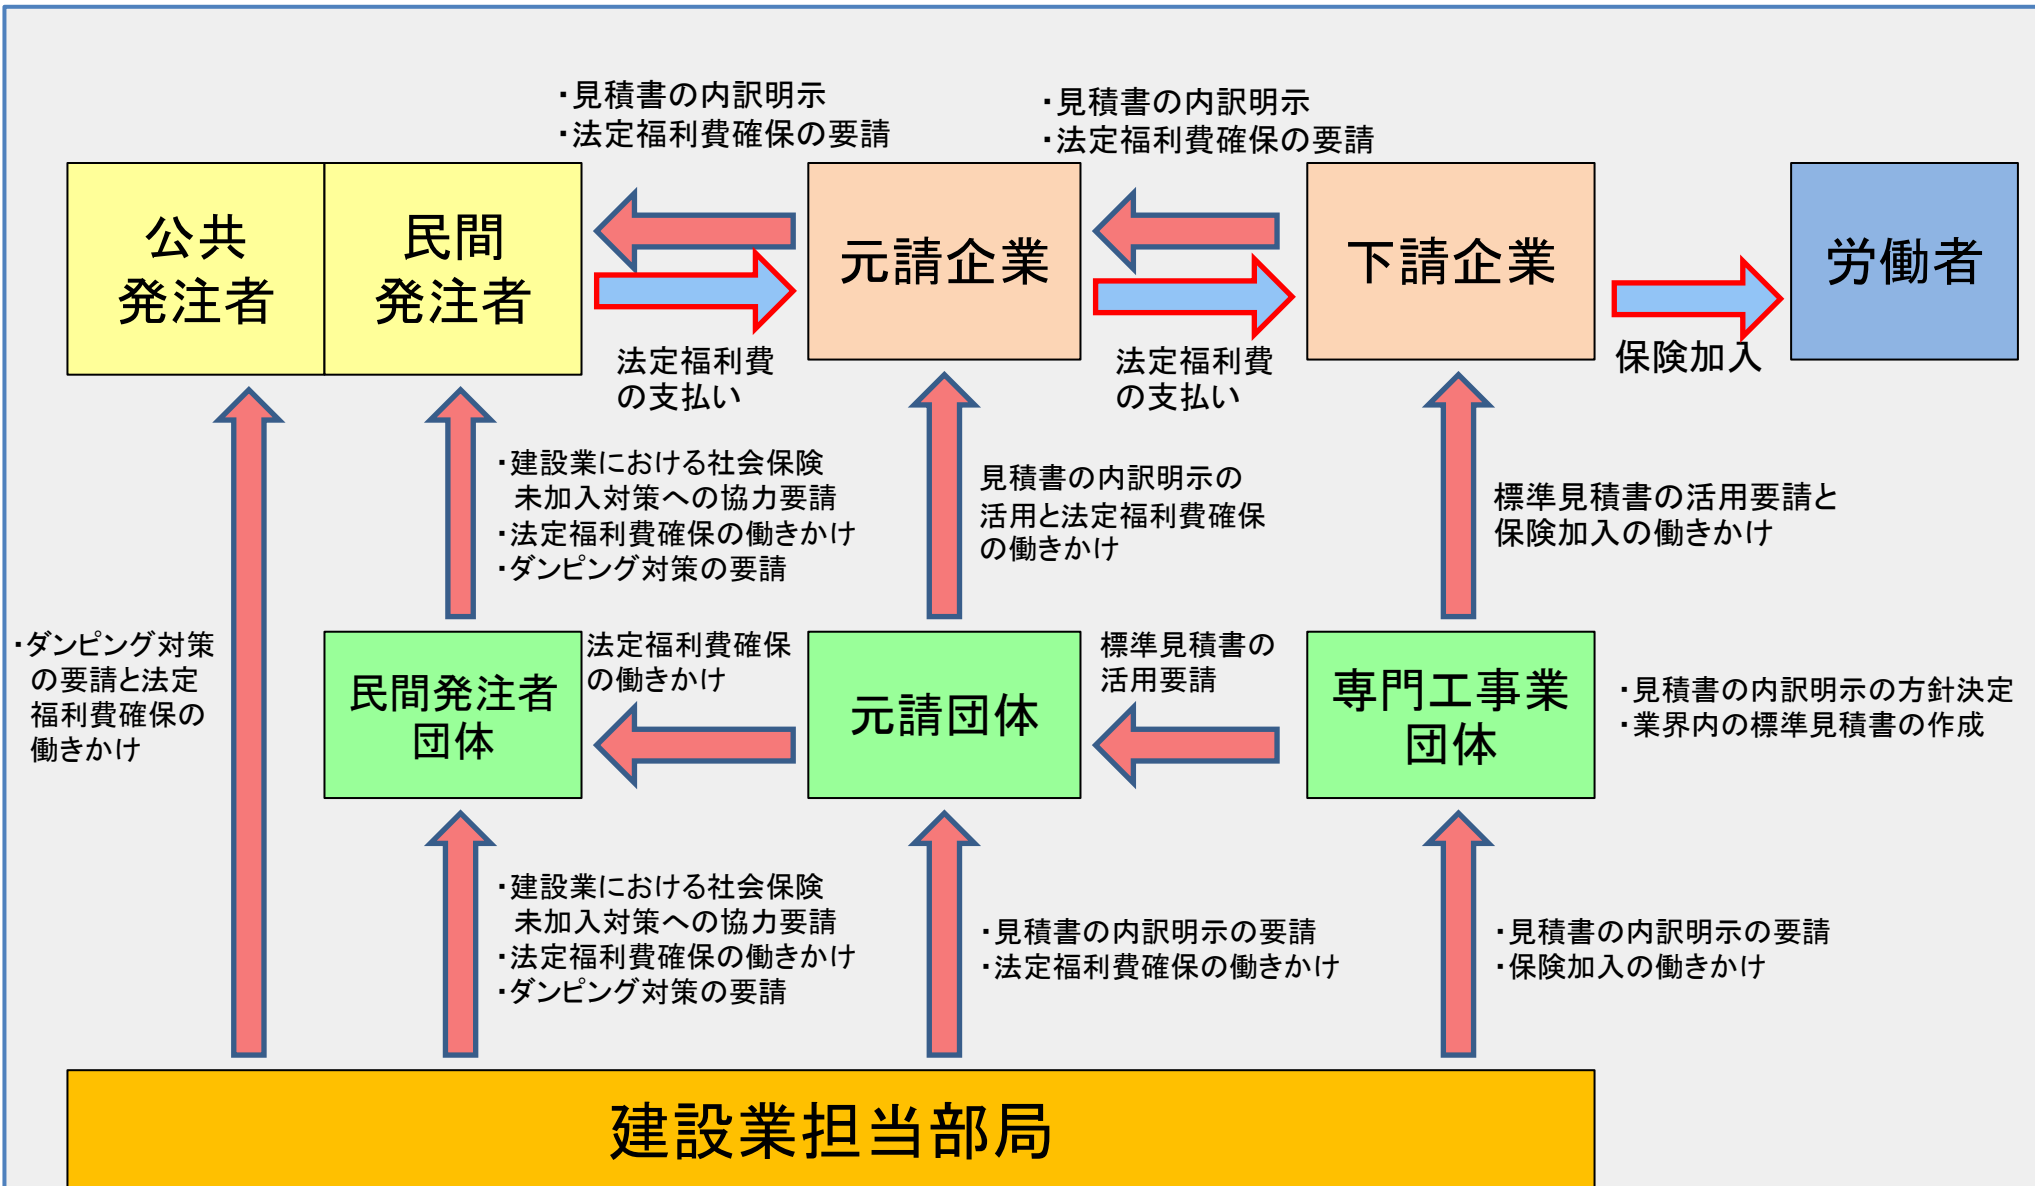 ・見積書の内訳明示
・法定福利費確保の要請
・見積書の内訳明示
・法定福利費確保の要請
公共
発注者
民間
発注者
元請企業
下請企業
労働者
法定福利費
の支払い
法定福利費
の支払い
保険加入
・建設業における社会保険
未加入対策への協力要請
・法定福利費確保の働きかけ
・ダンピング対策の要請
見積書の内訳明示の
活用と法定福利費確保
の働きかけ
標準見積書の活用要請と
保険加入の働きかけ
・ダンピング対策
の要請と法定
福利費確保の
働きかけ
民間発注者
団体
法定福利費確保
の働きかけ
元請団体
標準見積書の
活用要請
専門工事業
団体
・見積書の内訳明示の方針決定
・業界内の標準見積書の作成
・建設業における社会保険
未加入対策への協力要請
・法定福利費確保の働きかけ
・ダンピング対策の要請
・見積書の内訳明示の要請
・法定福利費確保の働きかけ
・見積書の内訳明示の要請
・保険加入の働きかけ
建設業担当部局